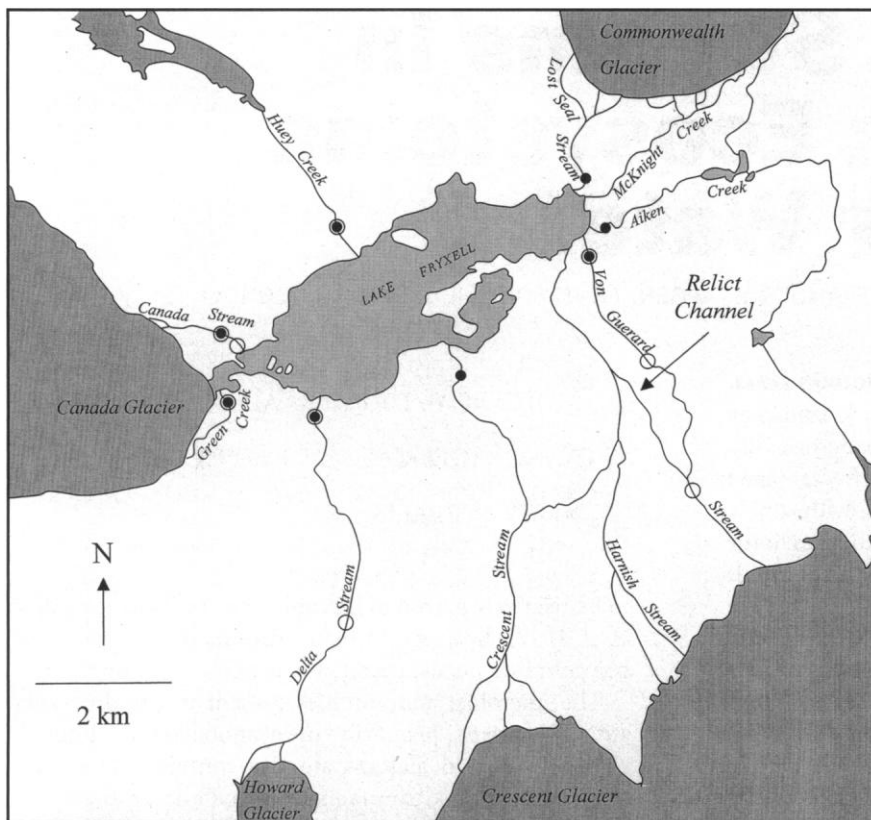 Commonwealth
Glacier
Lost Seal Stream
McKnight Creek
Huey Creek
Aiken Creek
LAKE FRYXELL
Von Guerard Stream
Relict
Channel
Canada Stream
Canada Glacier
Green Creek
N
Harnish Stream
Crescent Stream
Delta Stream
2 km
Howard
Glacier
Crescent Glacier